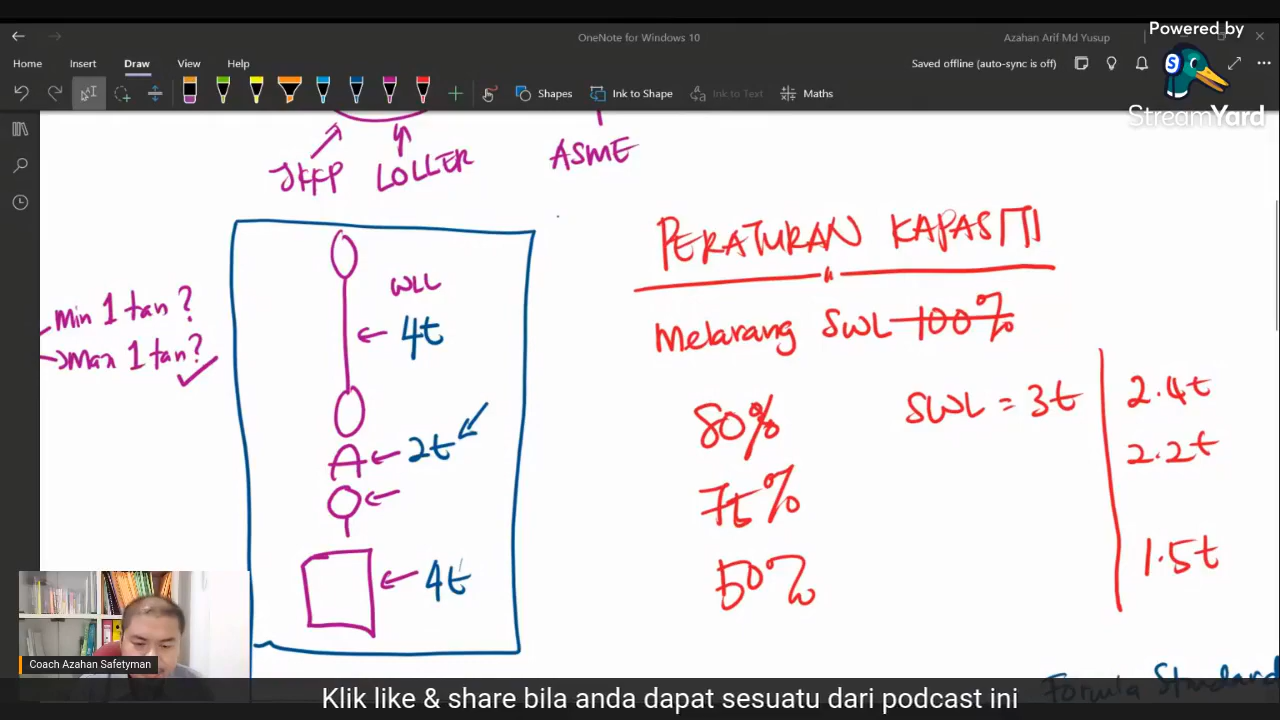 Powered by
StreamYard
OneNote for Windows 10
Azahan Arif Md Yusup
Home Insert Draw View Help
Saved offline (auto-sync is off)
Shapes Ink to Shape Ink to Text Maths
JKKP LOLLER ASME
PERATURAN KAPASITI
Melarang SWL 100%
WLL
4t
Min 1 tan?
Max 1 tan?
2t
4t
80%
75%
50%
SWL = 3t
2.4t
2.2t
1.5t
Formula Standard
Coach Azahan Safetyman
Klik like & share bila anda dapat sesuatu dari podcast ini